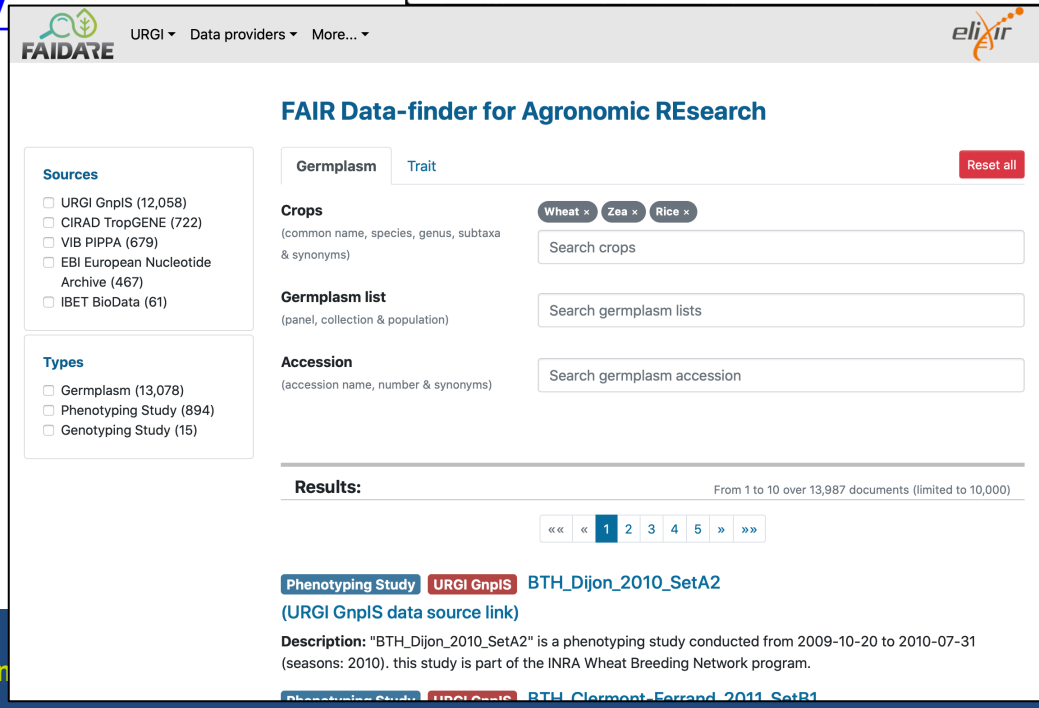 FAIDARE
URGI
Data providers
More...
elixir
FAIR Data-finder for Agronomic REsearch
Sources
URGI GnpIS (12,058)
CIRAD TropGENE (722)
VIB PIPPA (679)
EBI European Nucleotide
Archive (467)
IBET BioData (61)
Types
Germplasm (13,078)
Phenotyping Study (894)
Genotyping Study (15)
Germplasm Trait
Reset all
Crops
(common name, species, genus, subtaxa
& synonyms)
Wheat × Zea × Rice ×
Search crops
Germplasm list
(panel, collection & population)
Search germplasm lists
Accession
(accession name, number & synonyms)
Search germplasm accession
Results:
From 1 to 10 over 13,987 documents (limited to 10,000)
«« « 1 2 3 4 5 » »»
Phenotyping Study URGI GnpIS BTH_Dijon_2010_SetA2
(URGI GnpIS data source link)
Description: "BTH_Dijon_2010_SetA2" is a phenotyping study conducted from 2009-10-20 to 2010-07-31
(seasons: 2010). this study is part of the INRA Wheat Breeding Network program.
Phenotyping Study URGI GnpIS BTH_Clermont-Ferrand_2011_SetB1